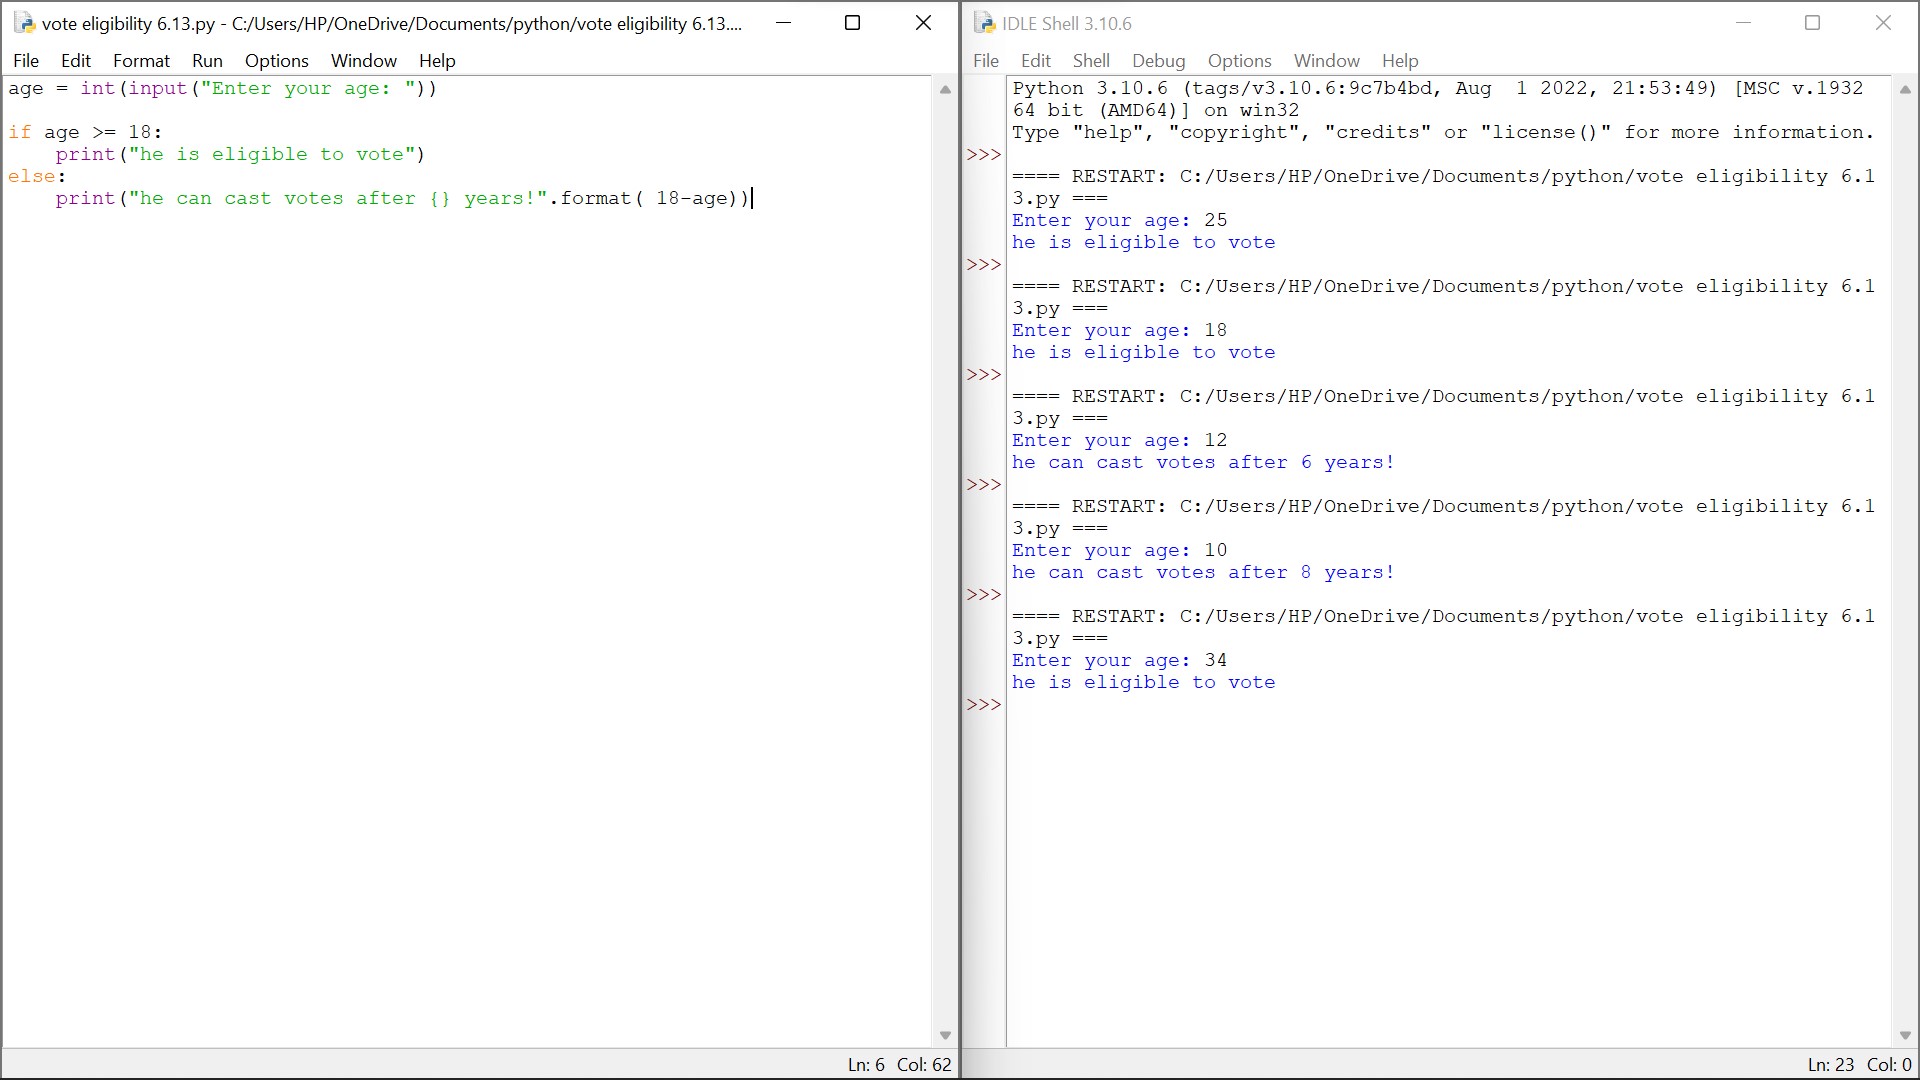 vote eligibility 6.13.py - C:/Users/HP/OneDrive/Documents/python/vote eligibility 6.13....
File Edit Format Run Options Window Help
age = int(input("Enter your age: "))
if age >= 18:
    print("he is eligible to vote")
else:
    print("he can cast votes after {} years!".format( 18-age))
Ln: 6 Col: 62
IDLE Shell 3.10.6
File Edit Shell Debug Options Window Help
Python 3.10.6 (tags/v3.10.6:9c7b4bd, Aug  1 2022, 21:53:49) [MSC v.1932
64 bit (AMD64)] on win32
Type "help", "copyright", "credits" or "license()" for more information.
>>>
==== RESTART: C:/Users/HP/OneDrive/Documents/python/vote eligibility 6.1
3.py ===
Enter your age: 25
he is eligible to vote
>>>
==== RESTART: C:/Users/HP/OneDrive/Documents/python/vote eligibility 6.1
3.py ===
Enter your age: 18
he is eligible to vote
>>>
==== RESTART: C:/Users/HP/OneDrive/Documents/python/vote eligibility 6.1
3.py ===
Enter your age: 12
he can cast votes after 6 years!
>>>
==== RESTART: C:/Users/HP/OneDrive/Documents/python/vote eligibility 6.1
3.py ===
Enter your age: 10
he can cast votes after 8 years!
>>>
==== RESTART: C:/Users/HP/OneDrive/Documents/python/vote eligibility 6.1
3.py ===
Enter your age: 34
he is eligible to vote
>>>
Ln: 23 Col: 0